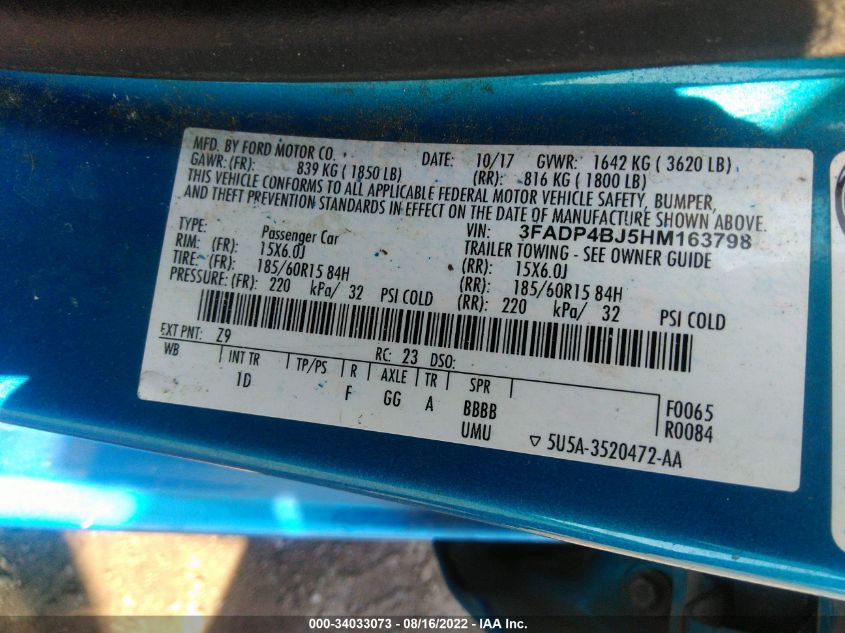 MFD. BY FORD MOTOR CO.
DATE: 10/17 GVWR: 1642 KG ( 3620 LB)
GAWR: (FR): 839 KG ( 1850 LB) (RR): 816 KG ( 1800 LB)
THIS VEHICLE CONFORMS TO ALL APPLICABLE FEDERAL MOTOR VEHICLE SAFETY, BUMPER,
AND THEFT PREVENTION STANDARDS IN EFFECT ON THE DATE OF MANUFACTURE SHOWN ABOVE.
VIN: 3FADP4BJ5HM163798
TYPE: Passenger Car TRAILER TOWING - SEE OWNER GUIDE
RIM: (FR): 15X6.0J (RR): 15X6.0J
TIRE: (FR): 185/60R15 84H (RR): 185/60R15 84H
PRESSURE: (FR): 220 kPa/ 32 PSI COLD (RR): 220 kPa/ 32 PSI COLD
EXT PNT: Z9 RC: 23 DSO:
WB INT TR TP/PS R AXLE TR SPR
1D F GG A BBBB F0065
UMU R0084
5U5A-3520472-AA
000-34033073 - 08/16/2022 - IAA Inc.